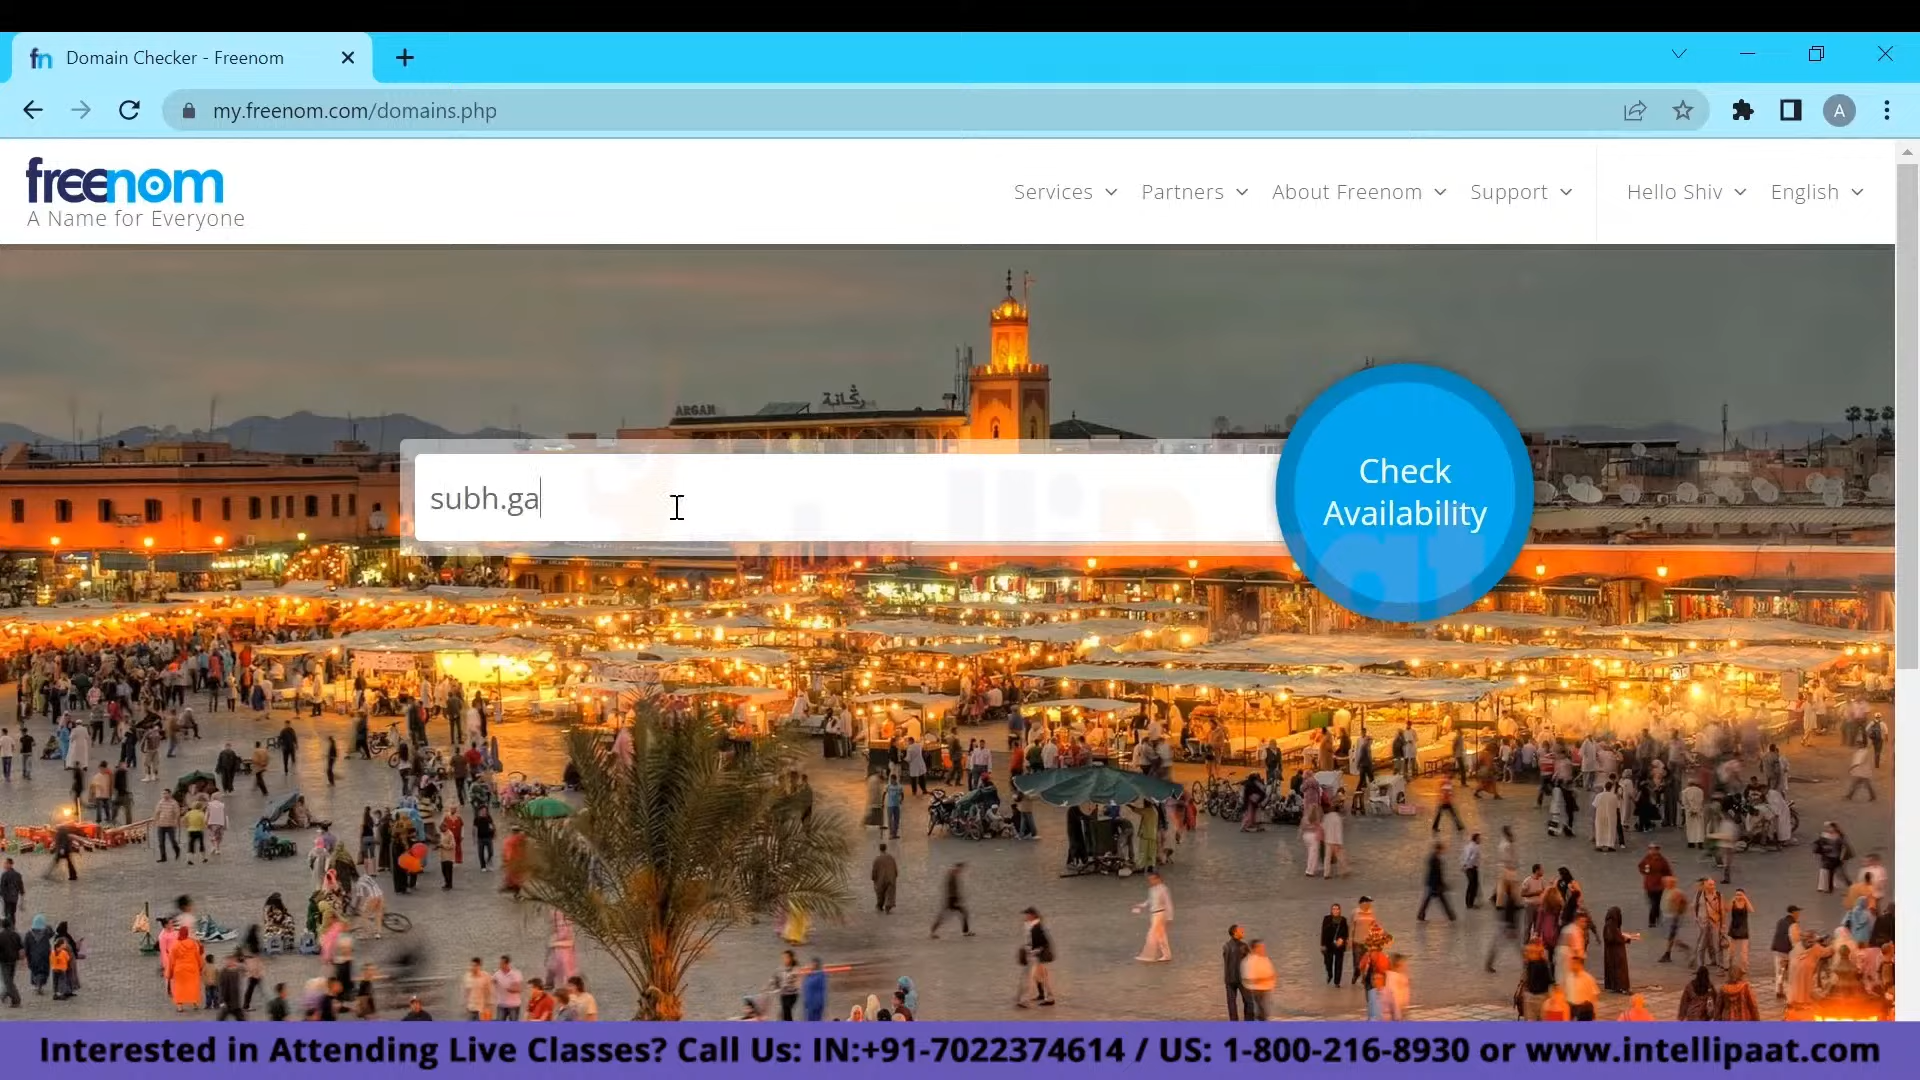 Domain Checker - Freenom
my.freenom.com/domains.php
A
freenom
A Name for Everyone
Services
Partners
About Freenom
Support
Hello Shiv
English
ARGAN
رݣانة
subh.ga
Check
Availability
Interested in Attending Live Classes? Call Us: IN:+91-7022374614 / US: 1-800-216-8930 or www.intellipaat.com